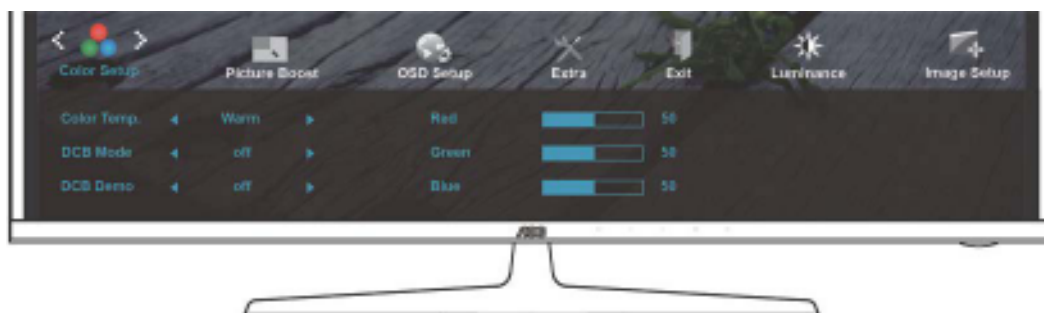 Color Setup Picture Boost OSD Setup Extra Exit Luminance Image Setup
Color Temp. Warm Red 50
DCB Mode off Green 50
DCB Demo off Blue 50
AOC